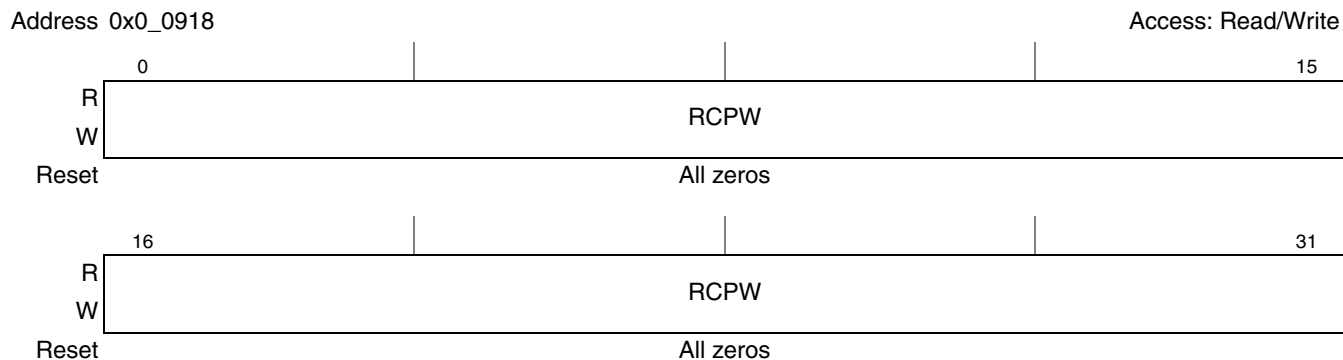 Address 0x0_0918 Access: Read/Write
0 15
R
RCPW
W
Reset All zeros
16 31
R
RCPW
W
Reset All zeros